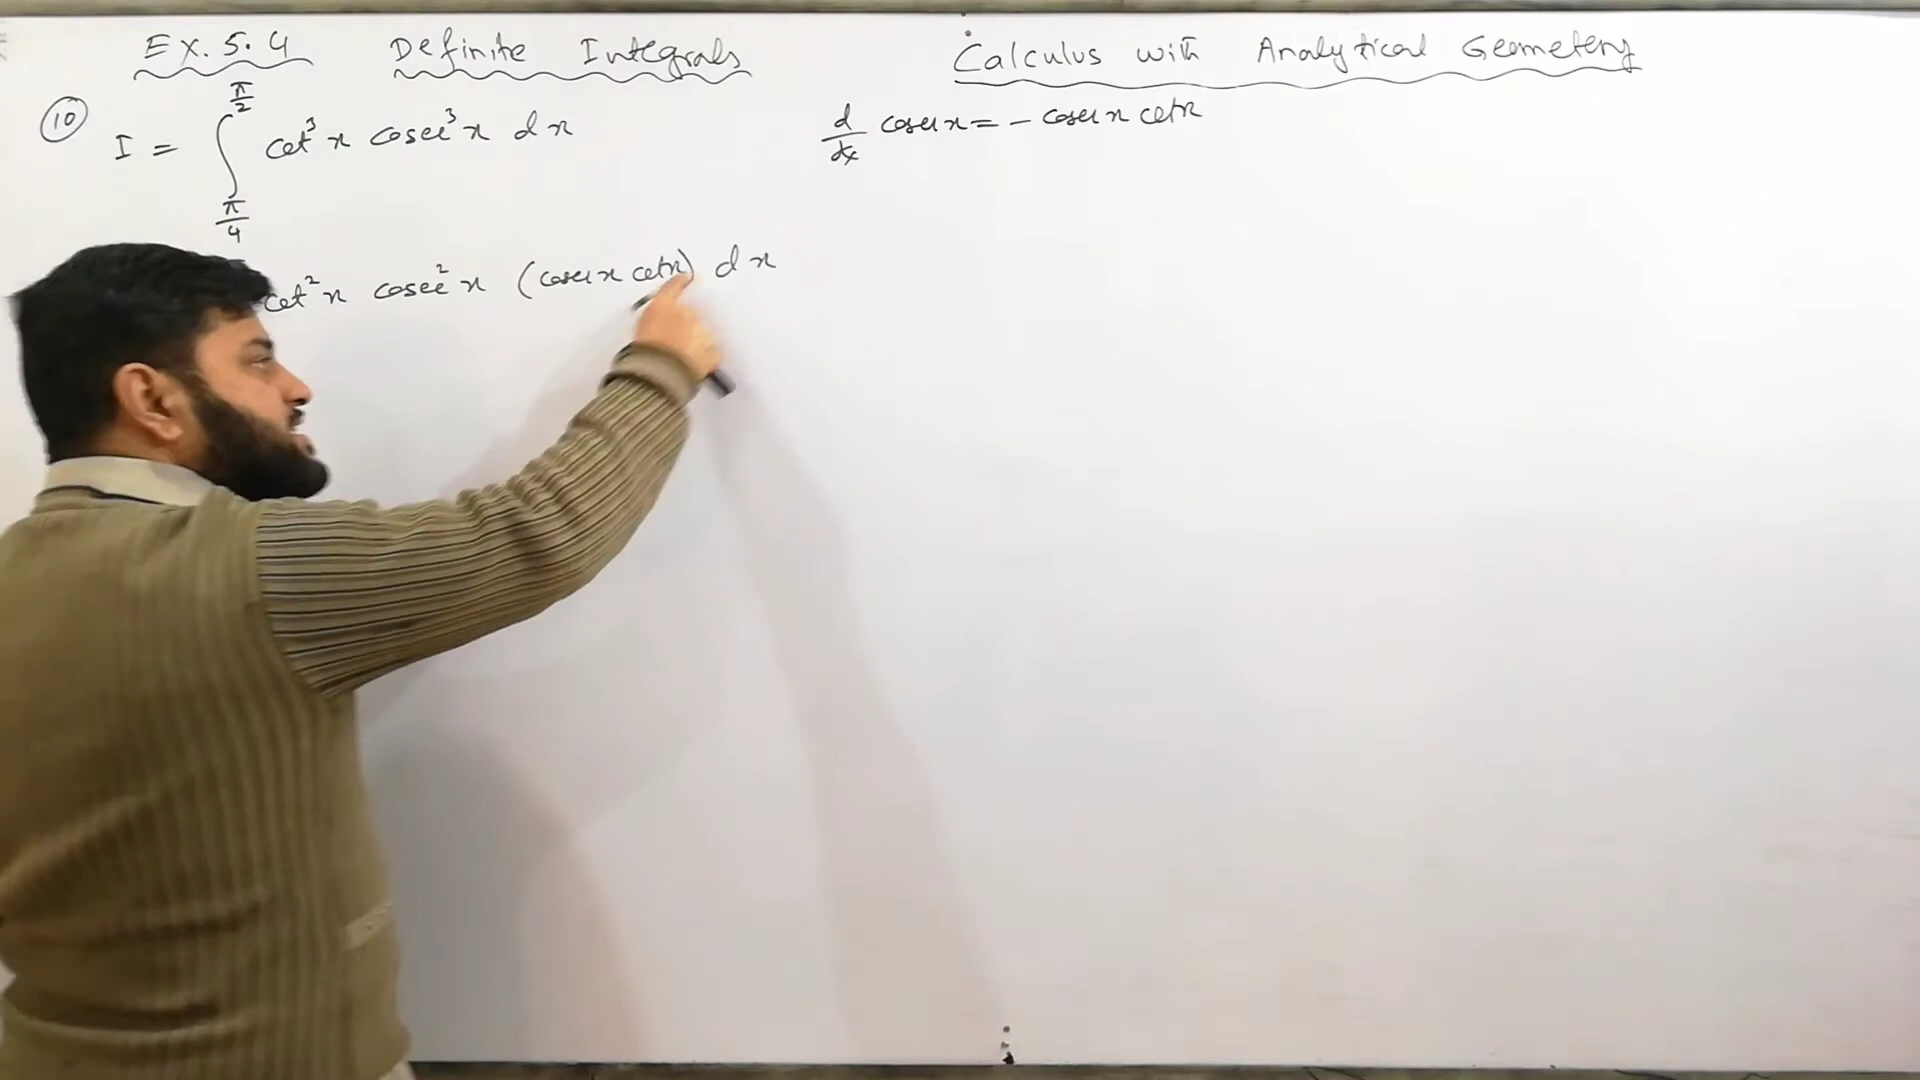 Ex. 5.4 Definite Integrals Calculus with Analytical Geometery
⑩ I = ∫_{π/4}^{π/2} cot³x cosec³x dx
d/dx cosec x = - cosec x cot x
cot²x cosec²x (cosec x cot x) dx